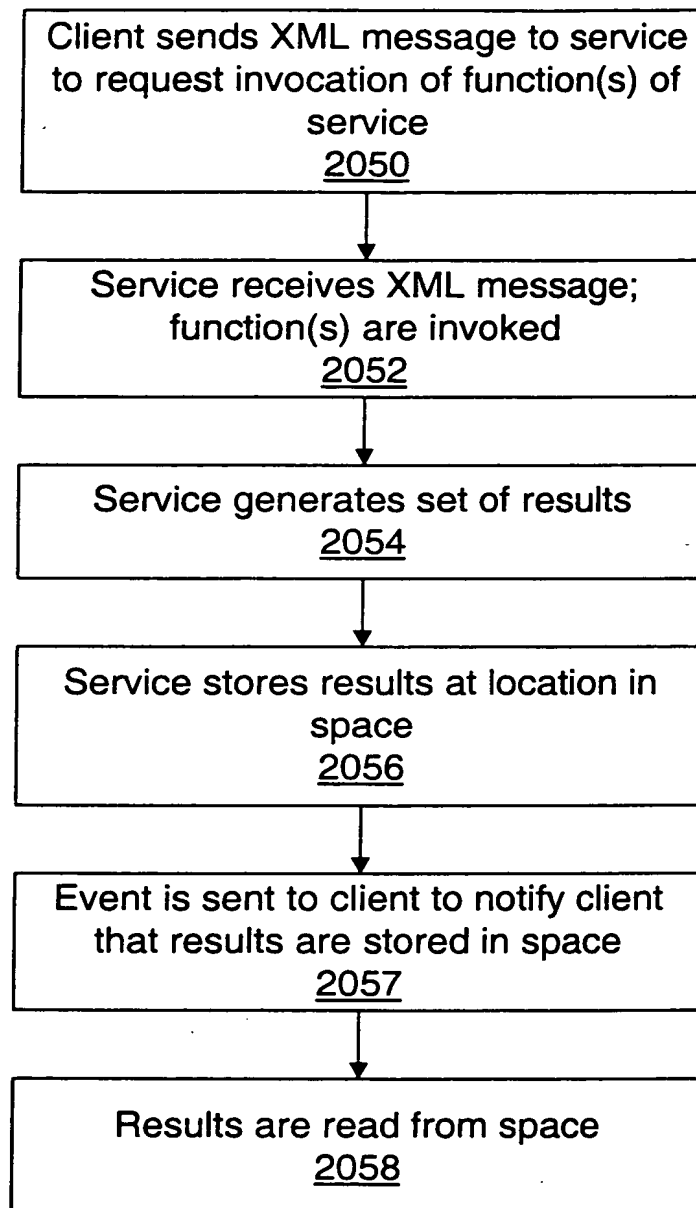 Client sends XML message to service
to request invocation of function(s) of
service
2050
Service receives XML message;
function(s) are invoked
2052
Service generates set of results
2054
Service stores results at location in
space
2056
Event is sent to client to notify client
that results are stored in space
2057
Results are read from space
2058